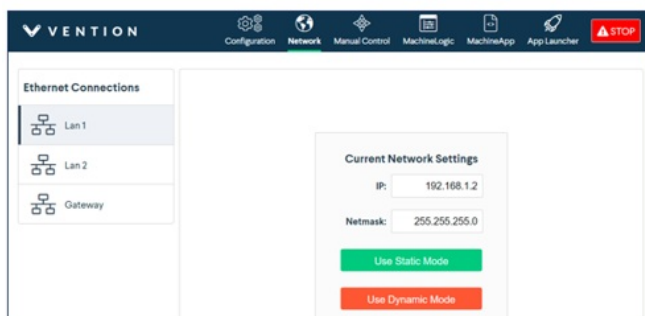 VENTION
Configuration Network Manual Control MachineLogic MachineApp App Launcher STOP
Ethernet Connections
Lan 1
Lan 2
Gateway
Current Network Settings
IP: 192.168.1.2
Netmask: 255.255.255.0
Use Static Mode
Use Dynamic Mode